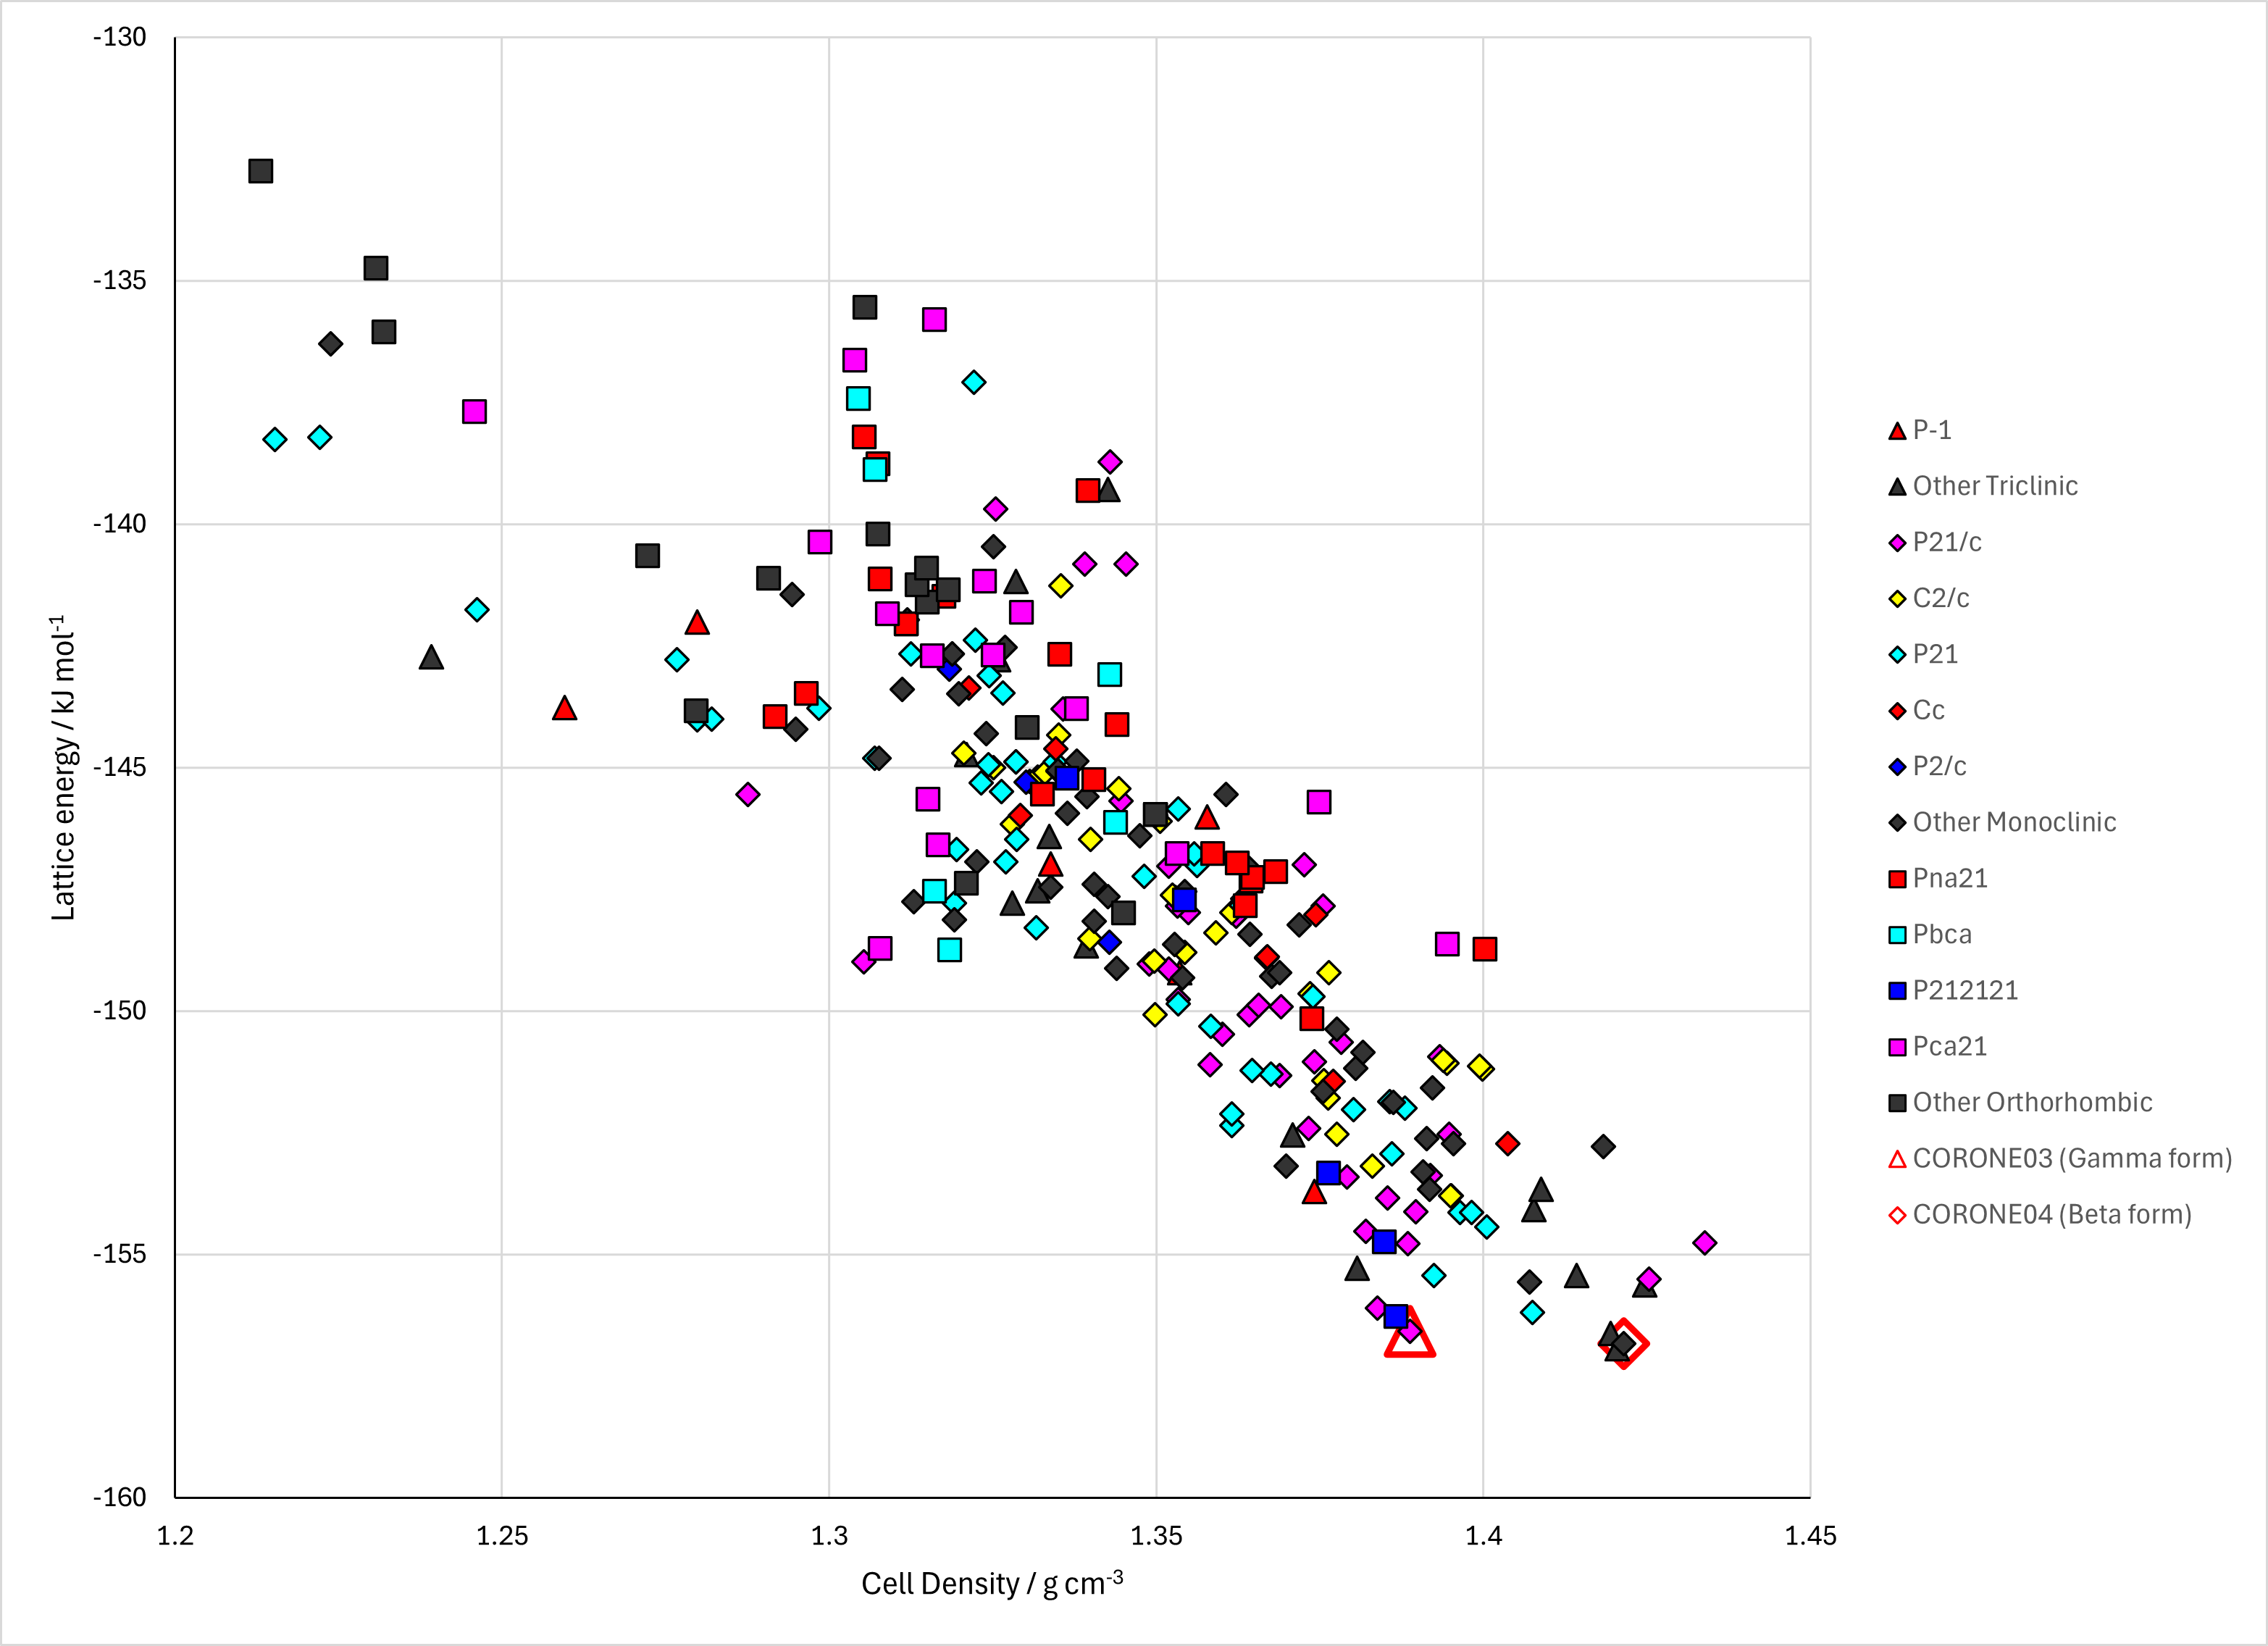 -130
-135
-140
-145
-150
-155
-160
Lattice energy / kJ mol-1
1.2 1.25 1.3 1.35 1.4 1.45
Cell Density / g cm-3
P-1
Other Triclinic
P21/c
C2/c
P21
Cc
P2/c
Other Monoclinic
Pna21
Pbca
P212121
Pca21
Other Orthorhombic
CORONE03 (Gamma form)
CORONE04 (Beta form)